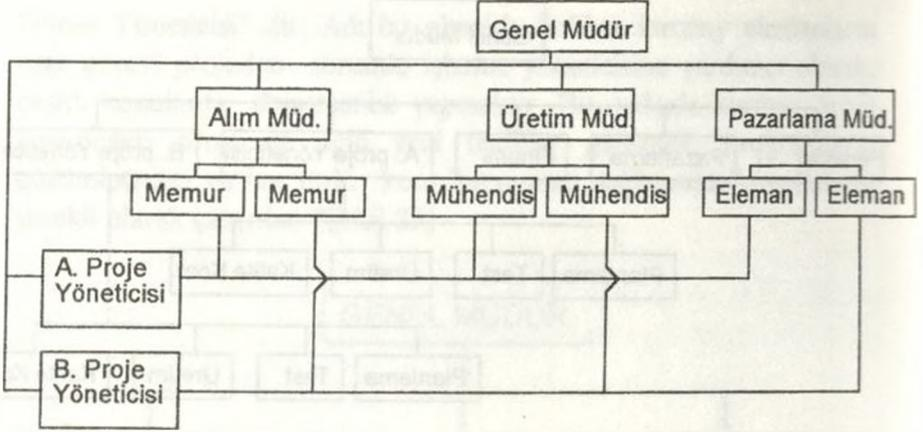 Genel Müdür
Alım Müd.
Üretim Müd
Pazarlama Müd.
Memur
Memur
Mühendis
Mühendis
Eleman
Eleman
A. Proje
Yöneticisi
B. Proje
Yöneticisi